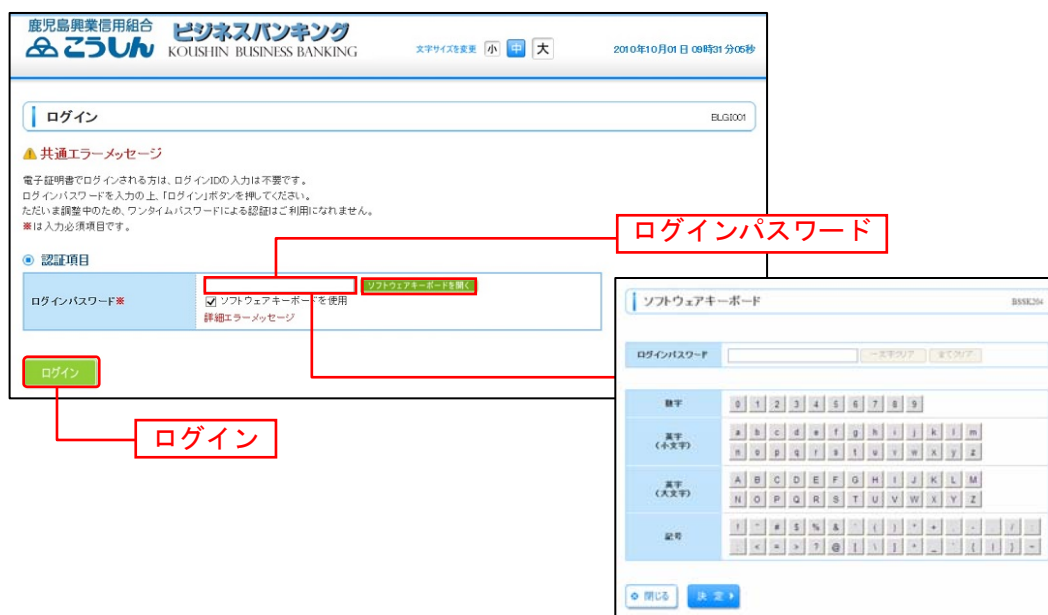 鹿児島興業信用組合
こうしん
ビジネスバンキング
KOUSHIN BUSINESS BANKING
文字サイズを変更 小 中 大
2010年10月01日 09時31分05秒
ログイン
BLGI001
共通エラーメッセージ
電子証明書でログインされる方は、ログインIDの入力は不要です。
ログインパスワードを入力の上、「ログイン」ボタンを押してください。
ただいま調整中のため、ワンタイムパスワードによる認証はご利用になれません。
※は入力必須項目です。
ログインパスワード
認証項目
ログインパスワード※
ソフトウェアキーボードを開く
ソフトウェアキーボードを使用
詳細エラーメッセージ
ログイン
ログイン
ソフトウェアキーボード
BSSK204
ログインパスワード
一文字クリア 全てクリア
数字
0 1 2 3 4 5 6 7 8 9
英字
(小文字)
a b c d e f g h i j k l m
n o p q r s t u v w x y z
英字
(大文字)
A B C D E F G H I J K L M
N O P Q R S T U V W X Y Z
記号
! " # $ % & ' ( ) * + , - . / :
; < = > ? @ [ \ ] ^ _ ` { | } ~
閉じる
決 定